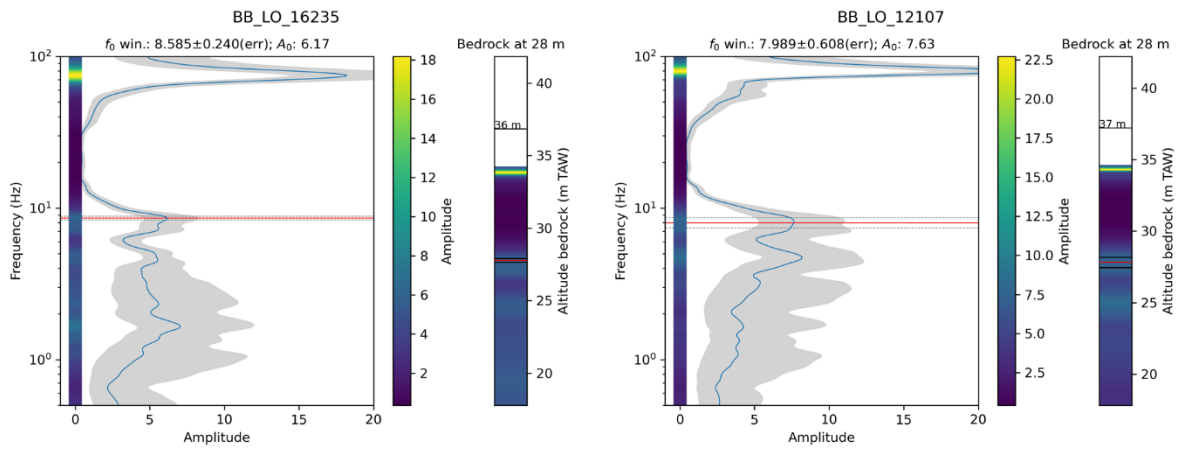 BB_LO_16235
f₀ win.: 8.585±0.240(err); A₀: 6.17
Bedrock at 28 m
Frequency (Hz)
10²
10¹
10⁰
0 5 10 15 20
Amplitude
18
16
14
12
10
8
6
4
2
Amplitude
36 m
40
35
30
25
20
Altitude bedrock (m TAW)
BB_LO_12107
f₀ win.: 7.989±0.608(err); A₀: 7.63
Bedrock at 28 m
Frequency (Hz)
10²
10¹
10⁰
0 5 10 15 20
Amplitude
22.5
20.0
17.5
15.0
12.5
10.0
7.5
5.0
2.5
Amplitude
37 m
40
35
30
25
20
Altitude bedrock (m TAW)